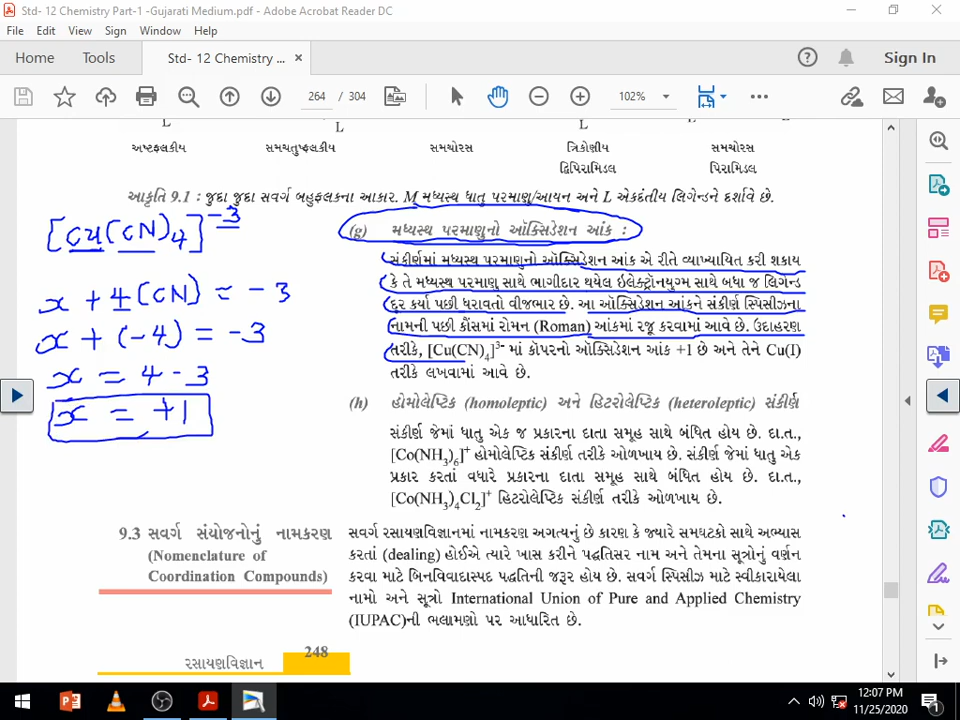 Std- 12 Chemistry Part-1 -Gujarati Medium.pdf - Adobe Acrobat Reader DC
File Edit View Sign Window Help
Home Tools Std- 12 Chemistry ... × Sign In
264 / 304 102%
L L L
અષ્ટફલકીય સમચતુષ્ફલકીય સમચોરસ ત્રિકોણીય સમચોરસ
દ્વિપિરામિડલ પિરામિડલ
આકૃતિ 9.1 : જુદા જુદા સવર્ગ બહુફલકના આકાર. M મધ્યસ્થ ધાતુ પરમાણુ/આયન અને L એકદંતીય લિગેન્ડને દર્શાવે છે.
[Cu(CN)4]-3
x + 4(CN) = -3
x + (-4) = -3
x = 4 - 3
x = +1
(g) મધ્યસ્થ પરમાણુનો ઑક્સિડેશન આંક :
સંકીર્ણમાં મધ્યસ્થ પરમાણુનો ઑક્સિડેશન આંક એ રીતે વ્યાખ્યાયિત કરી શકાય
કે તે મધ્યસ્થ પરમાણુ સાથે ભાગીદાર થયેલ ઇલેક્ટ્રૉનયુગ્મ સાથે બધા જ લિગેન્ડ
દૂર કર્યા પછી ધરાવતો વીજભાર છે. આ ઑક્સિડેશન આંકને સંકીર્ણ સ્પિસીઝના
નામની પછી કૌંસમાં રોમન (Roman) આંકમાં રજૂ કરવામાં આવે છે. ઉદાહરણ
તરીકે, [Cu(CN)4]3- માં કૉપરનો ઑક્સિડેશન આંક +1 છે અને તેને Cu(I)
તરીકે લખવામાં આવે છે.
(h) હોમોલેપ્ટિક (homoleptic) અને હિટરોલેપ્ટિક (heteroleptic) સંકીર્ણ
સંકીર્ણ જેમાં ધાતુ એક જ પ્રકારના દાતા સમૂહ સાથે બંધિત હોય છે. દા.ત.,
[Co(NH3)6]+ હોમોલેપ્ટિક સંકીર્ણ તરીકે ઓળખાય છે. સંકીર્ણ જેમાં ધાતુ એક
પ્રકાર કરતાં વધારે પ્રકારના દાતા સમૂહ સાથે બંધિત હોય છે. દા.ત.,
[Co(NH3)4Cl2]+ હિટરોલેપ્ટિક સંકીર્ણ તરીકે ઓળખાય છે.
9.3 સવર્ગ સંયોજનોનું નામકરણ
(Nomenclature of
Coordination Compounds)
સવર્ગ રસાયણવિજ્ઞાનમાં નામકરણ અગત્યનું છે કારણ કે જ્યારે સમઘટકો સાથે અભ્યાસ
કરતાં (dealing) હોઈએ ત્યારે ખાસ કરીને પદ્ધતિસર નામ અને તેમના સૂત્રોનું વર્ણન
કરવા માટે બિનવિવાદાસ્પદ પદ્ધતિની જરૂર હોય છે. સવર્ગ સ્પિસીઝ માટે સ્વીકારાયેલા
નામો અને સૂત્રો International Union of Pure and Applied Chemistry
(IUPAC)ની ભલામણો પર આધારિત છે.
રસાયણવિજ્ઞાન 248
12:07 PM
11/25/2020